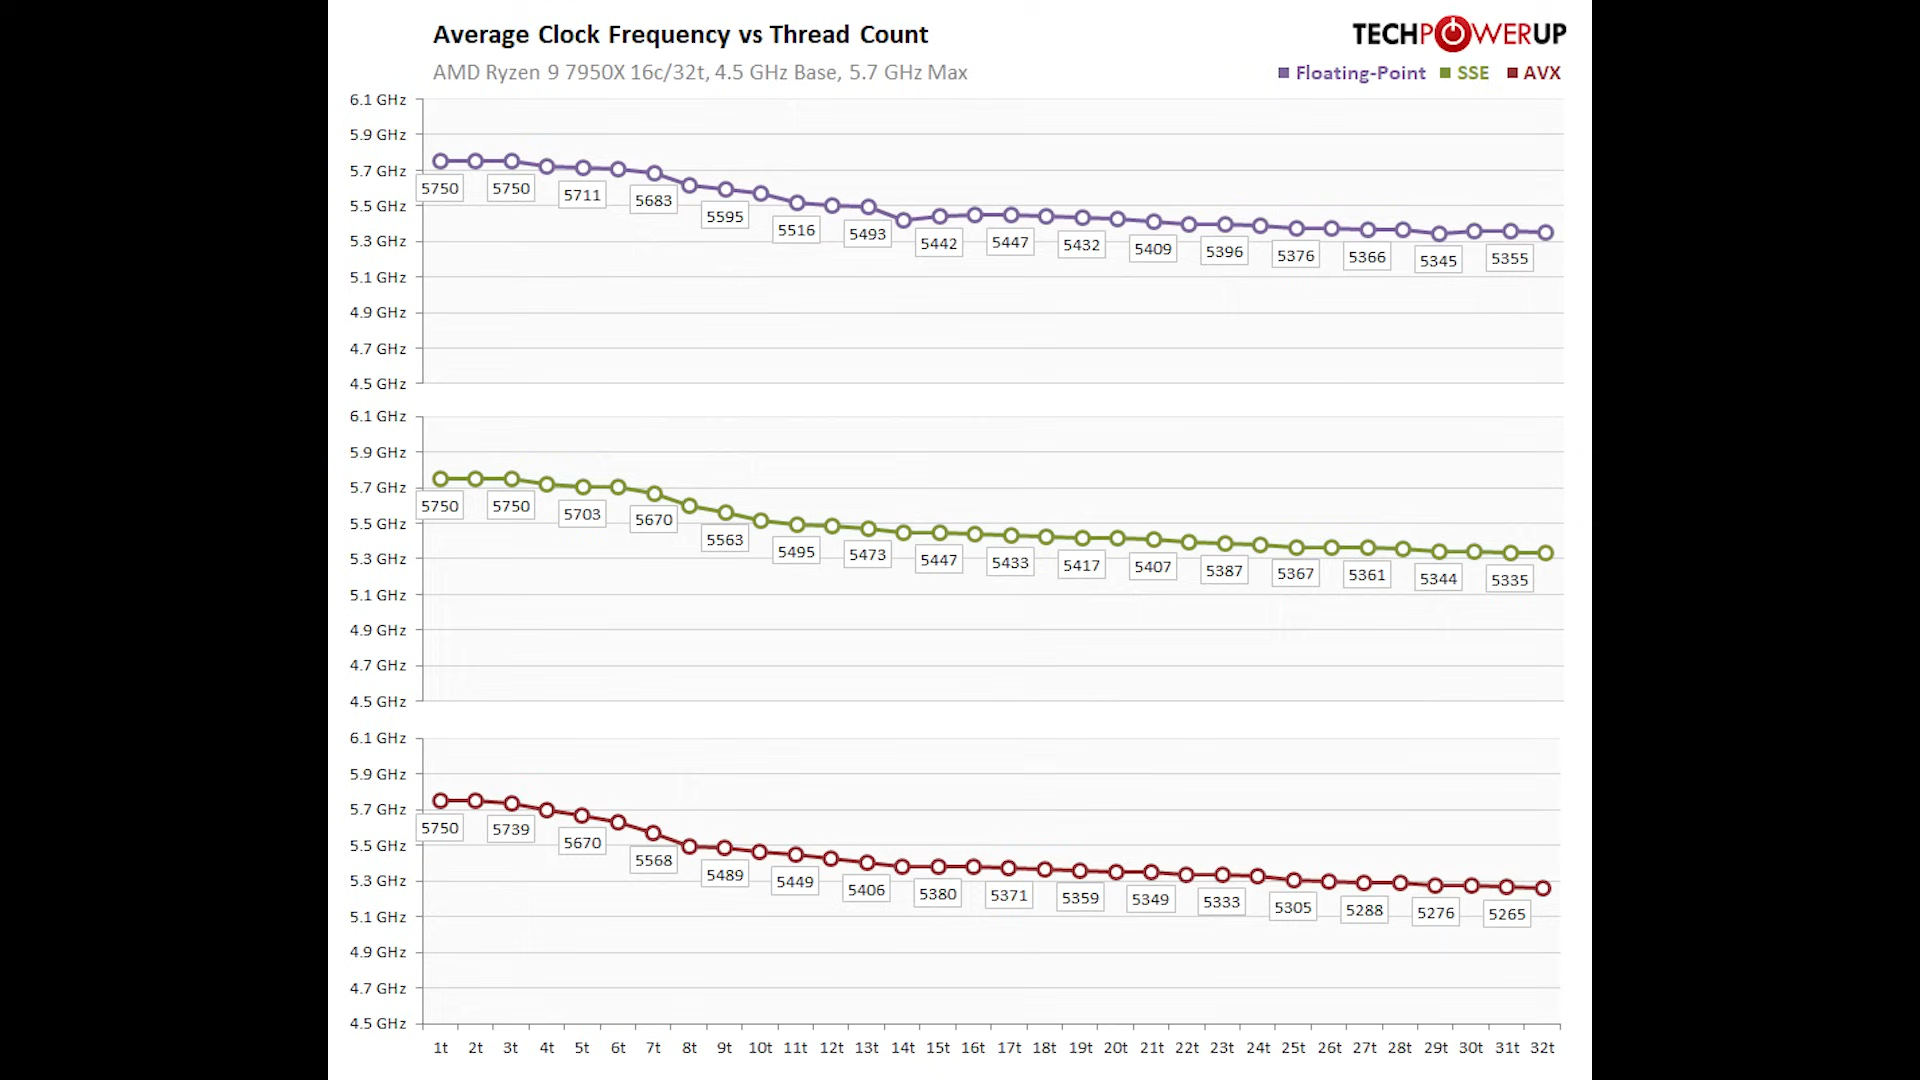 Average Clock Frequency vs Thread Count
TECHPOWERUP
AMD Ryzen 9 7950X 16c/32t, 4.5 GHz Base, 5.7 GHz Max
Floating-Point SSE AVX
6.1 GHz
5.9 GHz
5.7 GHz
5.5 GHz
5.3 GHz
5.1 GHz
4.9 GHz
4.7 GHz
4.5 GHz
5750 5750 5711 5683 5595 5516 5493 5442 5447 5432 5409 5396 5376 5366 5345 5355
6.1 GHz
5.9 GHz
5.7 GHz
5.5 GHz
5.3 GHz
5.1 GHz
4.9 GHz
4.7 GHz
4.5 GHz
5750 5750 5703 5670 5563 5495 5473 5447 5433 5417 5407 5387 5367 5361 5344 5335
6.1 GHz
5.9 GHz
5.7 GHz
5.5 GHz
5.3 GHz
5.1 GHz
4.9 GHz
4.7 GHz
4.5 GHz
5750 5739 5670 5568 5489 5449 5406 5380 5371 5359 5349 5333 5305 5288 5276 5265
1t 2t 3t 4t 5t 6t 7t 8t 9t 10t 11t 12t 13t 14t 15t 16t 17t 18t 19t 20t 21t 22t 23t 24t 25t 26t 27t 28t 29t 30t 31t 32t